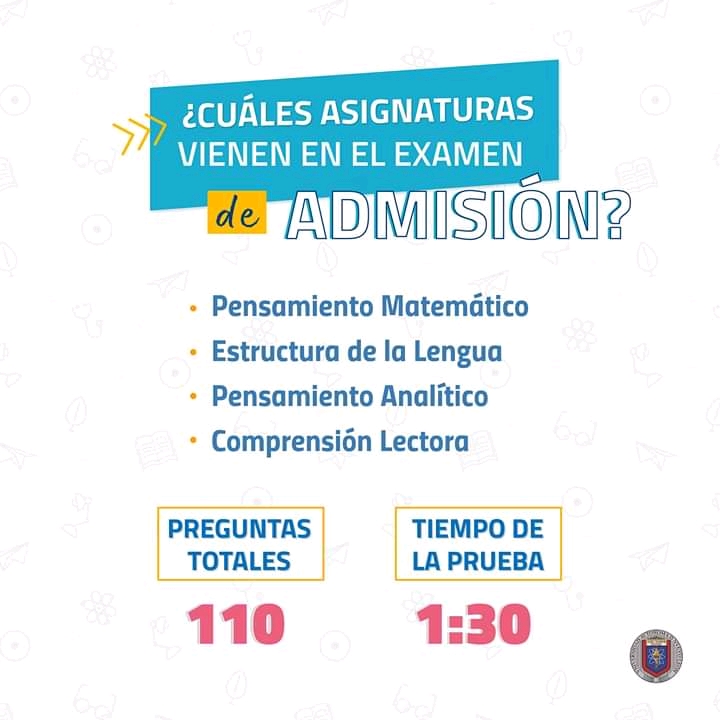 ¿CUÁLES ASIGNATURAS
VIENEN EN EL EXAMEN
de ADMISIÓN?
• Pensamiento Matemático
• Estructura de la Lengua
• Pensamiento Analítico
• Comprensión Lectora
PREGUNTAS
TOTALES
110
TIEMPO DE
LA PRUEBA
1:30